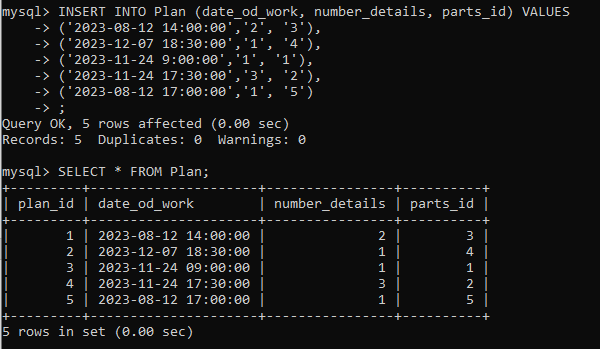 mysql> INSERT INTO Plan (date_od_work, number_details, parts_id) VALUES
    -> ('2023-08-12 14:00:00','2', '3'),
    -> ('2023-12-07 18:30:00','1', '4'),
    -> ('2023-11-24 9:00:00','1', '1'),
    -> ('2023-11-24 17:30:00','3', '2'),
    -> ('2023-08-12 17:00:00','1', '5')
    -> ;
Query OK, 5 rows affected (0.00 sec)
Records: 5  Duplicates: 0  Warnings: 0

mysql> SELECT * FROM Plan;
+---------+---------------------+----------------+----------+
| plan_id | date_od_work        | number_details | parts_id |
+---------+---------------------+----------------+----------+
|       1 | 2023-08-12 14:00:00 |              2 |        3 |
|       2 | 2023-12-07 18:30:00 |              1 |        4 |
|       3 | 2023-11-24 09:00:00 |              1 |        1 |
|       4 | 2023-11-24 17:30:00 |              3 |        2 |
|       5 | 2023-08-12 17:00:00 |              1 |        5 |
+---------+---------------------+----------------+----------+
5 rows in set (0.00 sec)